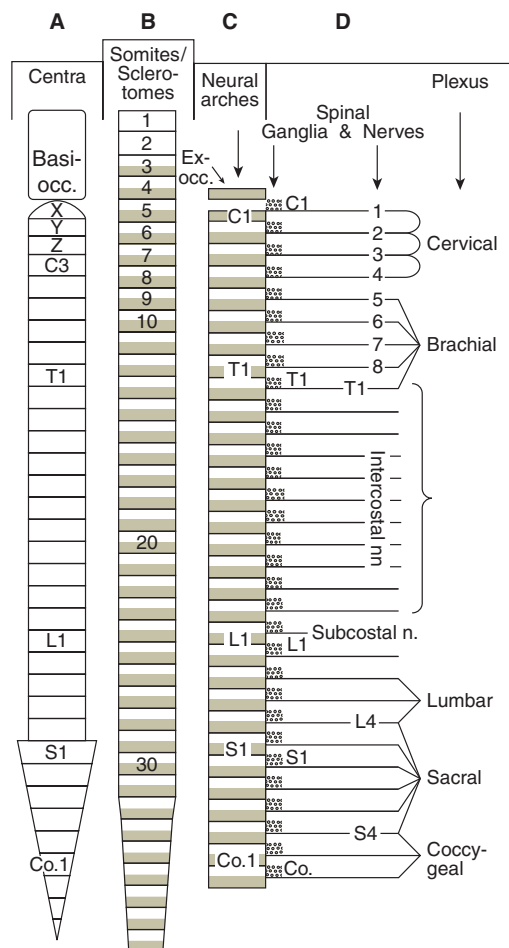 A
B
C
D
Centra
Somites/
Sclero-
tomes
Neural
arches
Plexus
Spinal
Ganglia & Nerves
Basi-
occ.
X
Y
Z
C3
T1
L1
S1
Co.1
1
2
3
4
5
6
7
8
9
10
20
30
Ex-
occ.
C1
T1
L1
S1
Co.1
C1
T1
L1
S1
Co.
1
2
3
4
5
6
7
8
T1
Intercostal nn
Subcostal n.
L4
S4
Cervical
Brachial
Lumbar
Sacral
Coccy-
geal